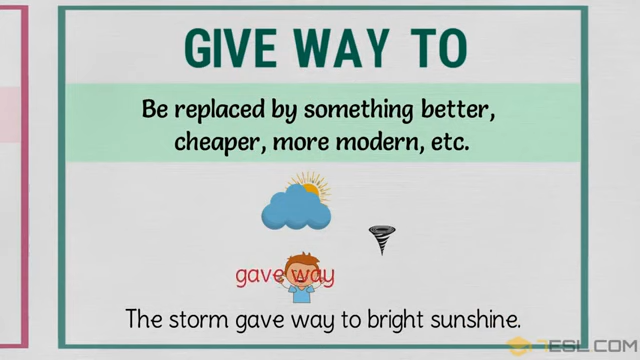 GIVE WAY TO
Be replaced by something better,
cheaper, more modern, etc.
gave way
The storm gave way to bright sunshine.
7ESL.COM